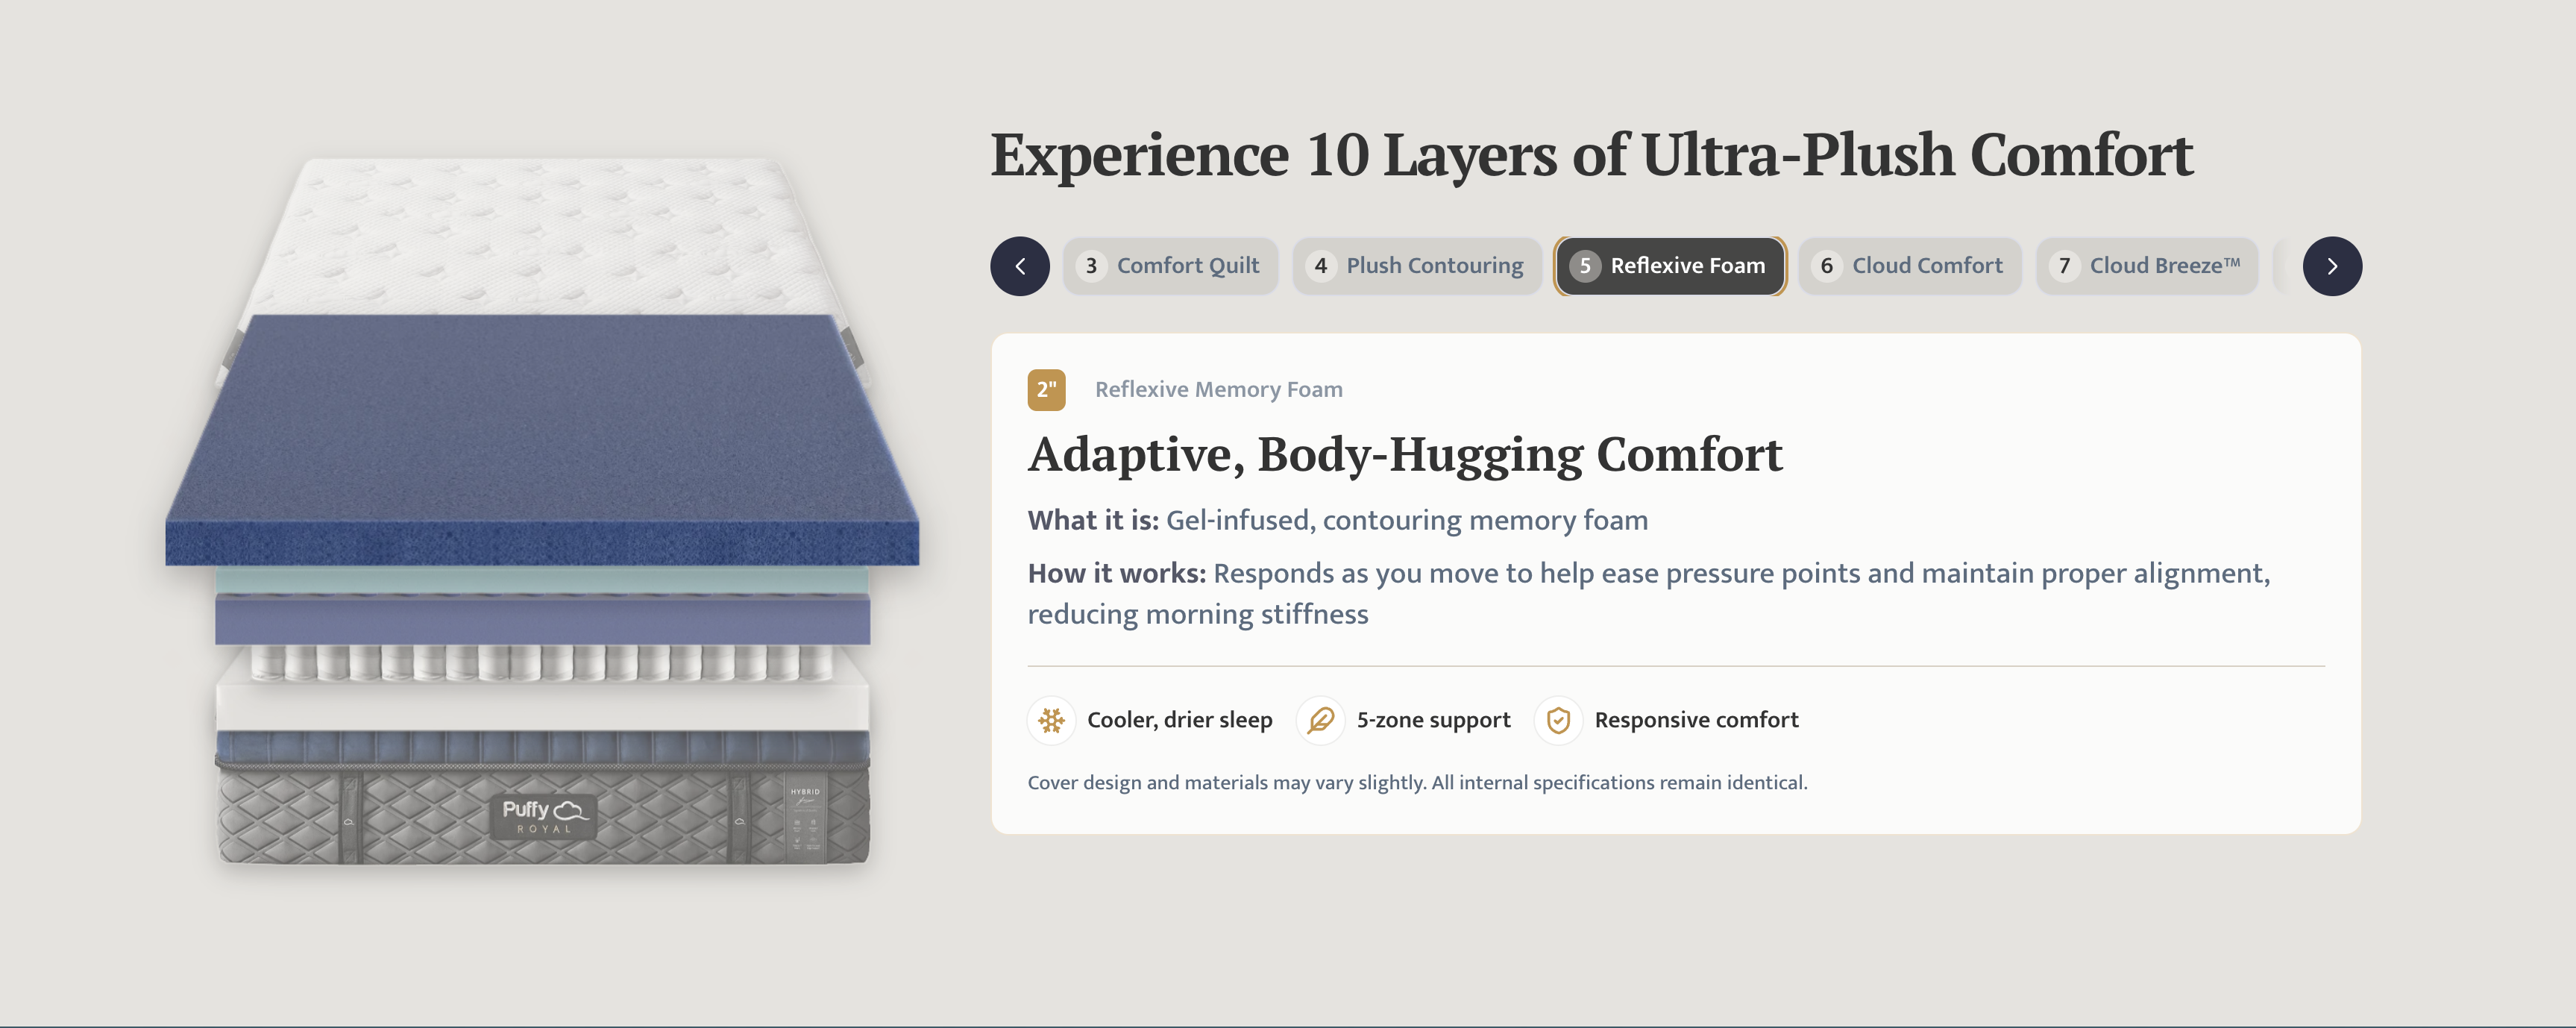 Experience 10 Layers of Ultra-Plush Comfort
3 Comfort Quilt
4 Plush Contouring
5 Reflexive Foam
6 Cloud Comfort
7 Cloud Breeze™
2" Reflexive Memory Foam
Adaptive, Body-Hugging Comfort
What it is: Gel-infused, contouring memory foam
How it works: Responds as you move to help ease pressure points and maintain proper alignment,
reducing morning stiffness
Cooler, drier sleep
5-zone support
Responsive comfort
Cover design and materials may vary slightly. All internal specifications remain identical.
Puffy
ROYAL
HYBRID